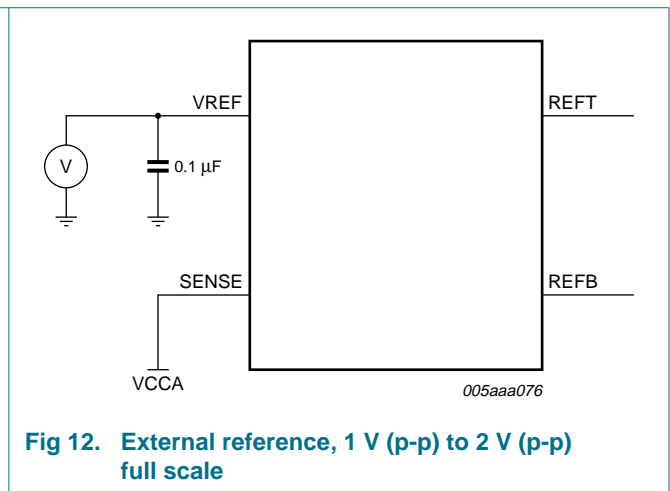 VREF
REFT
V
0.1 μF
SENSE
REFB
VCCA
005aaa076
Fig 12. External reference, 1 V (p-p) to 2 V (p-p)
full scale